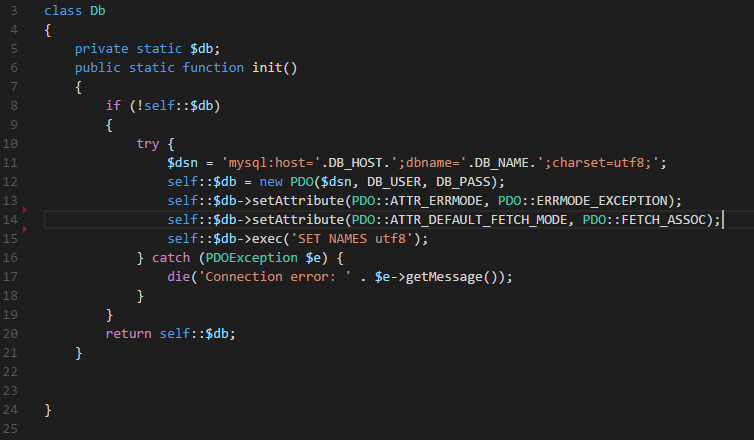 3 class Db
4 {
5     private static $db;
6     public static function init()
7     {
8         if (!self::$db)
9         {
10             try {
11                 $dsn = 'mysql:host='.DB_HOST.';dbname='.DB_NAME.';charset=utf8;';
12                 self::$db = new PDO($dsn, DB_USER, DB_PASS);
13                 self::$db->setAttribute(PDO::ATTR_ERRMODE, PDO::ERRMODE_EXCEPTION);
14                 self::$db->setAttribute(PDO::ATTR_DEFAULT_FETCH_MODE, PDO::FETCH_ASSOC);
15                 self::$db->exec('SET NAMES utf8');
16             } catch (PDOException $e) {
17                 die('Connection error: ' . $e->getMessage());
18             }
19         }
20         return self::$db;
21     }
22
23
24 }
25